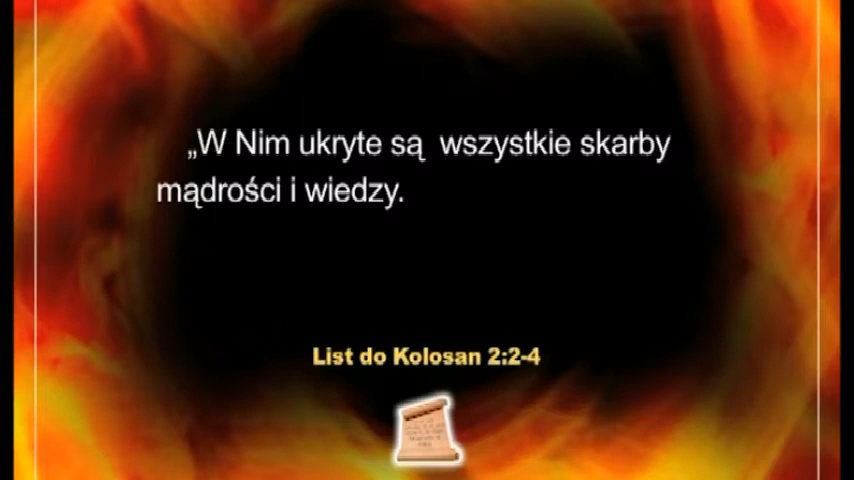 „W Nim ukryte są wszystkie skarby
mądrości i wiedzy.
List do Kolosan 2:2-4